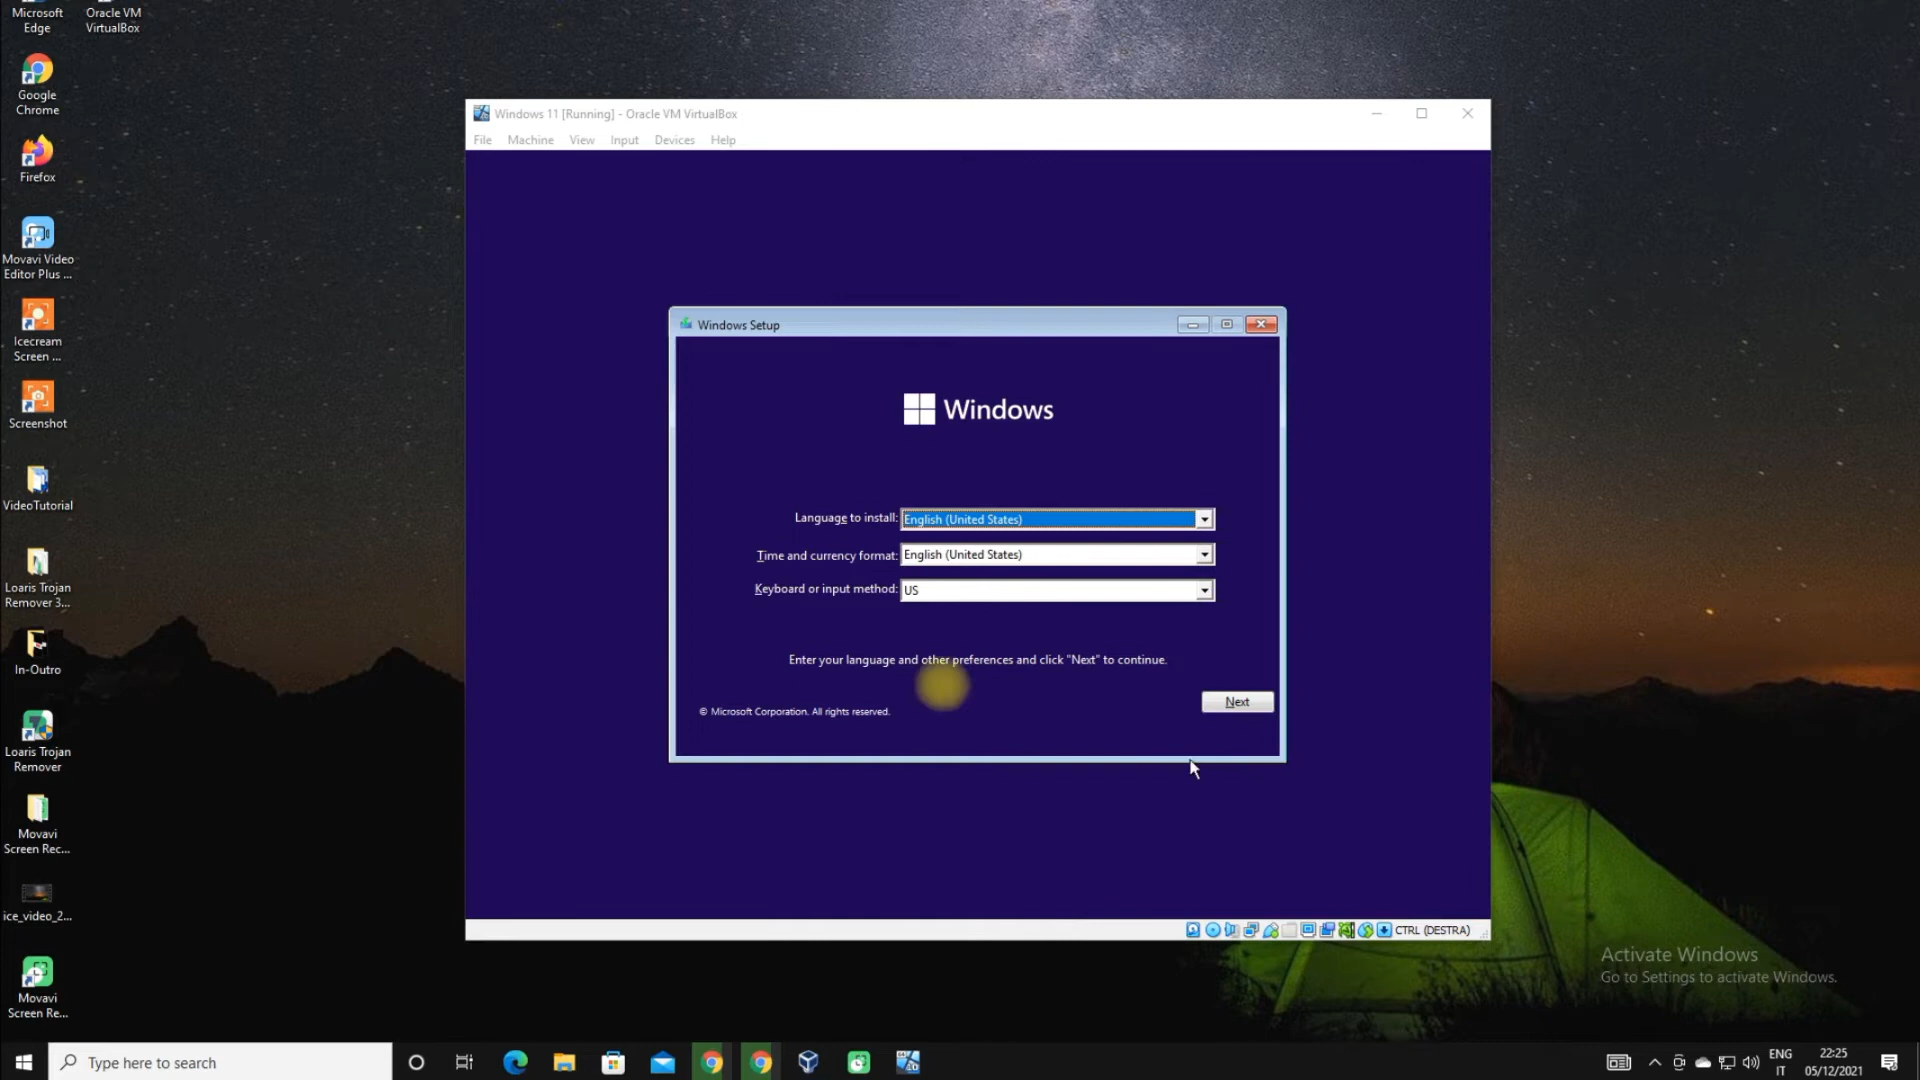 Microsoft
Edge
Oracle VM
VirtualBox
Google
Chrome
Firefox
Movavi Video
Editor Plus ...
Icecream
Screen ...
Screenshot
VideoTutorial
Loaris Trojan
Remover 3...
In-Outro
Loaris Trojan
Remover
Movavi
Screen Rec...
ice_video_2...
Movavi
Screen Re...
Windows 11 [Running] - Oracle VM VirtualBox
File Machine View Input Devices Help
Windows Setup
Windows
Language to install: English (United States)
Time and currency format: English (United States)
Keyboard or input method: US
Enter your language and other preferences and click "Next" to continue.
Next
© Microsoft Corporation. All rights reserved.
CTRL (DESTRA)
Activate Windows
Go to Settings to activate Windows.
Type here to search
ENG
IT
22:25
05/12/2021